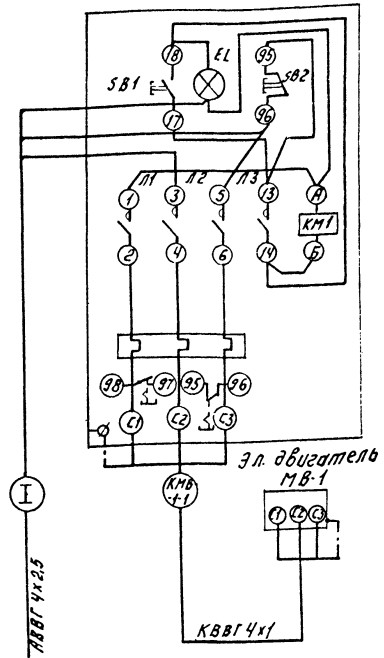 18 EL 95
SB1 SB2
17 96
Л1 Л2 Л3
1 3 5 13 А
КМ1
2 4 6 14 Б
98 97 95 96
С1 С2 С3
Эл. двигатель
МВ-1
I
КМВ
-1-1
С1 С2 С3
АВВГ 4х2,5
КВВГ 4х1